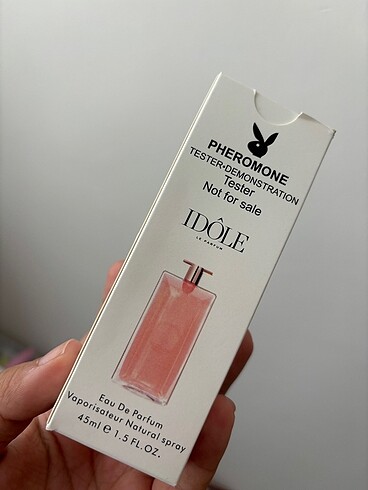 PHEROMONE
TESTER•DEMONSTRATION
Tester
Not for sale
IDÔLE
LE PARFUM
Eau De Parfum
Vaporisateur Natural spray
45ml ℮ 1.5 FL.OZ.